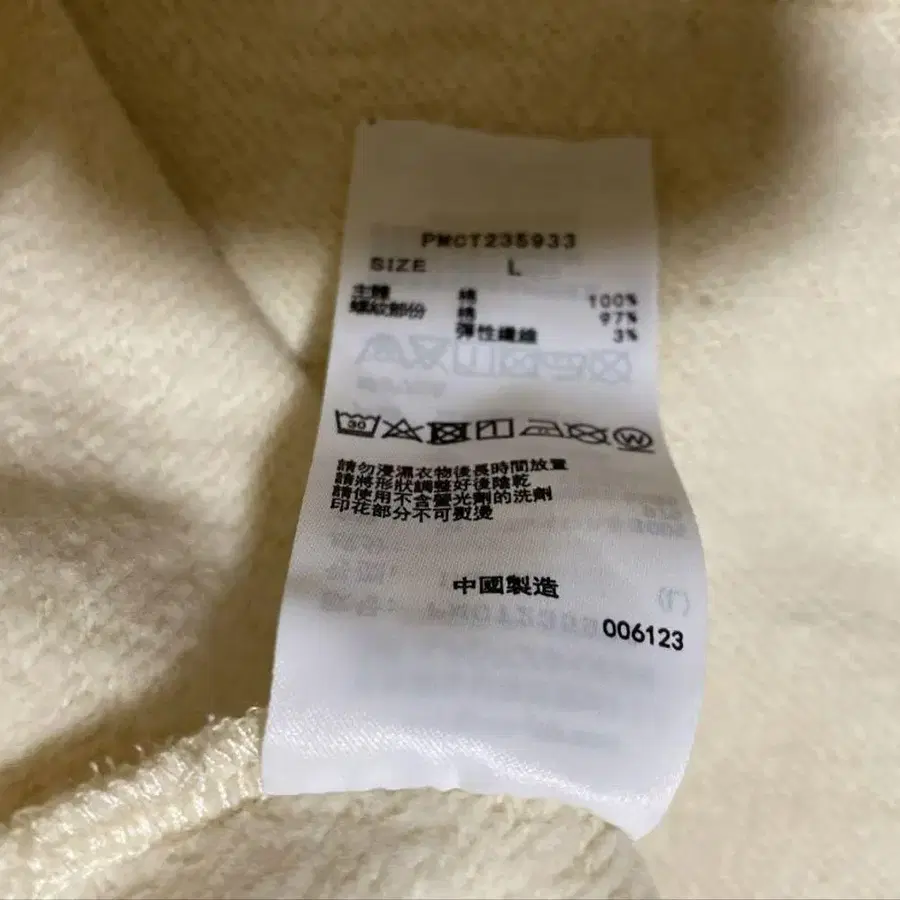 PMCT235933
SIZE L
主體 棉 100%
螺紋部份 棉 97%
彈性纖維 3%
30
請勿浸濕衣物後長時間放置
請將形狀調整好後陰乾
請使用不含螢光劑的洗劑
印花部分不可熨燙
中國製造
006123